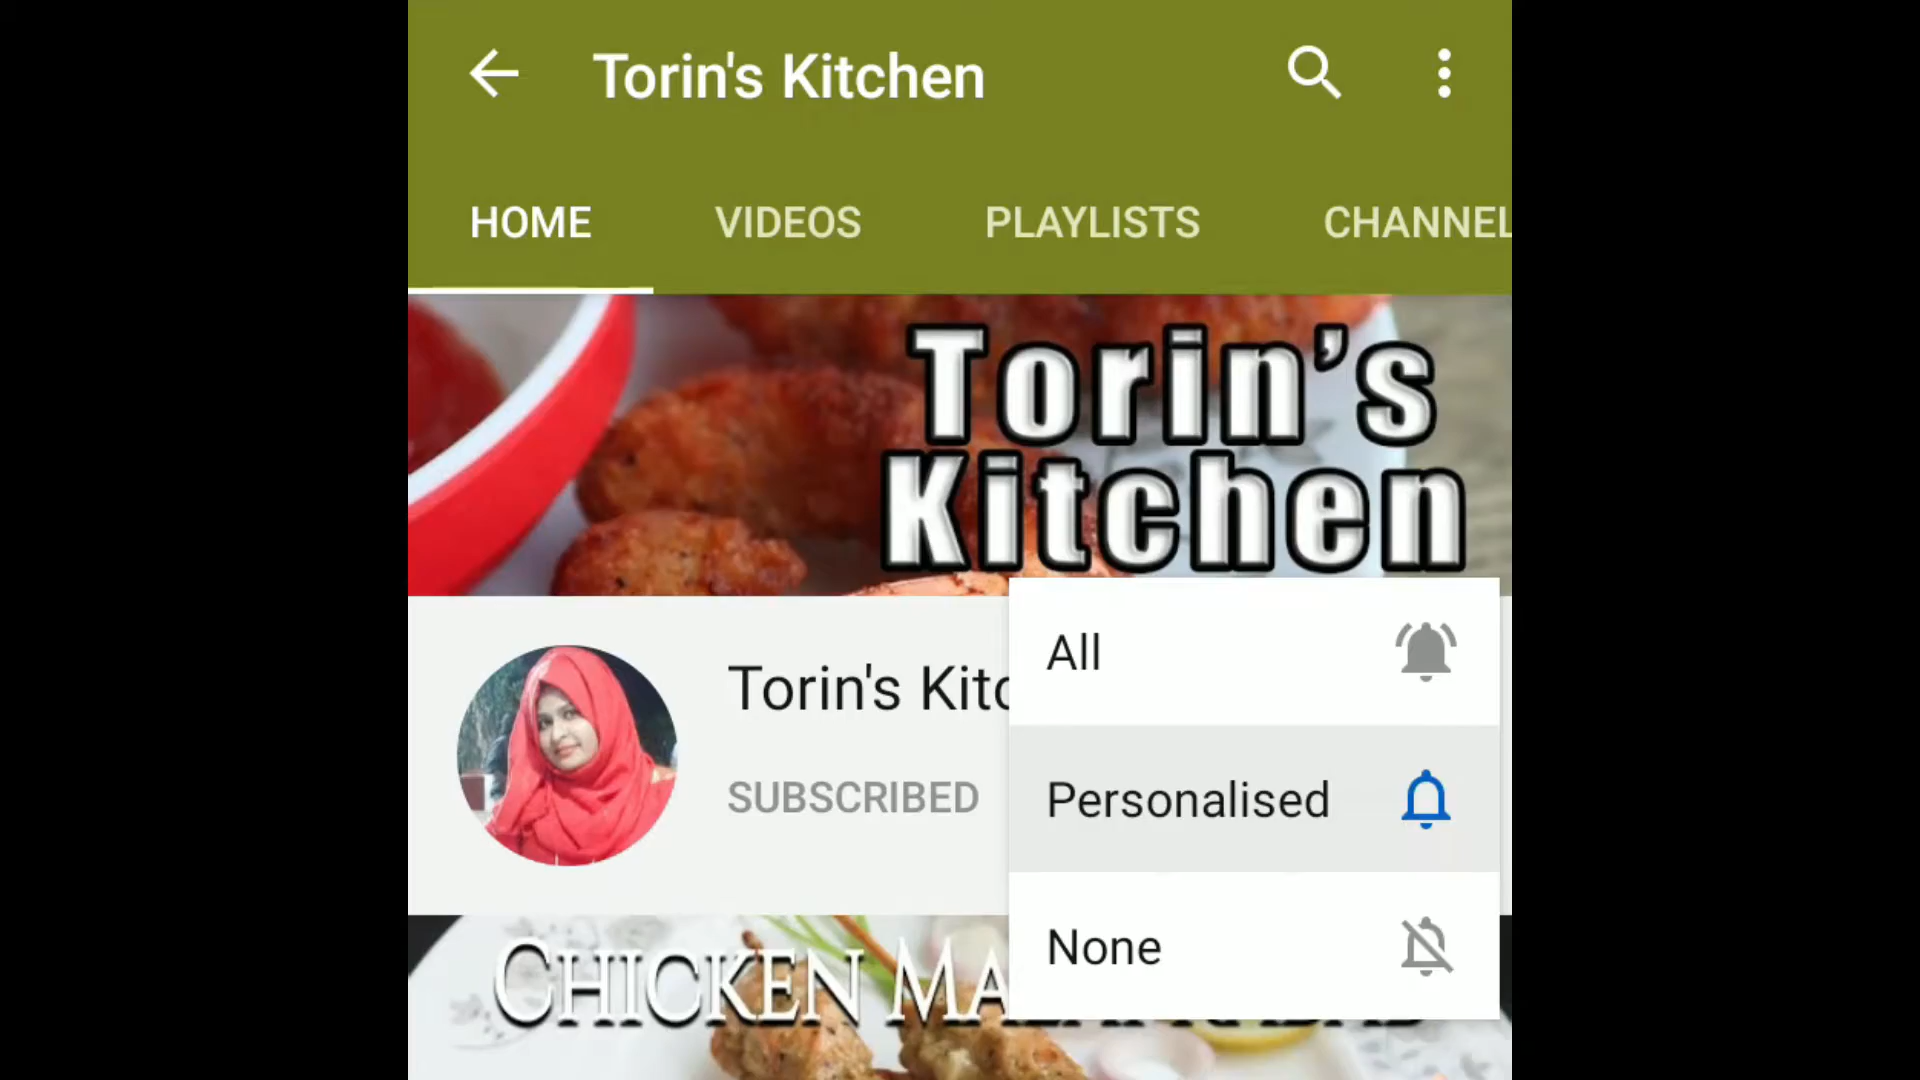 Torin's Kitchen
HOME VIDEOS PLAYLISTS CHANNEL
Torin's
Kitchen
Torin's Kitc
SUBSCRIBED
All
Personalised
None
CHICKEN MA